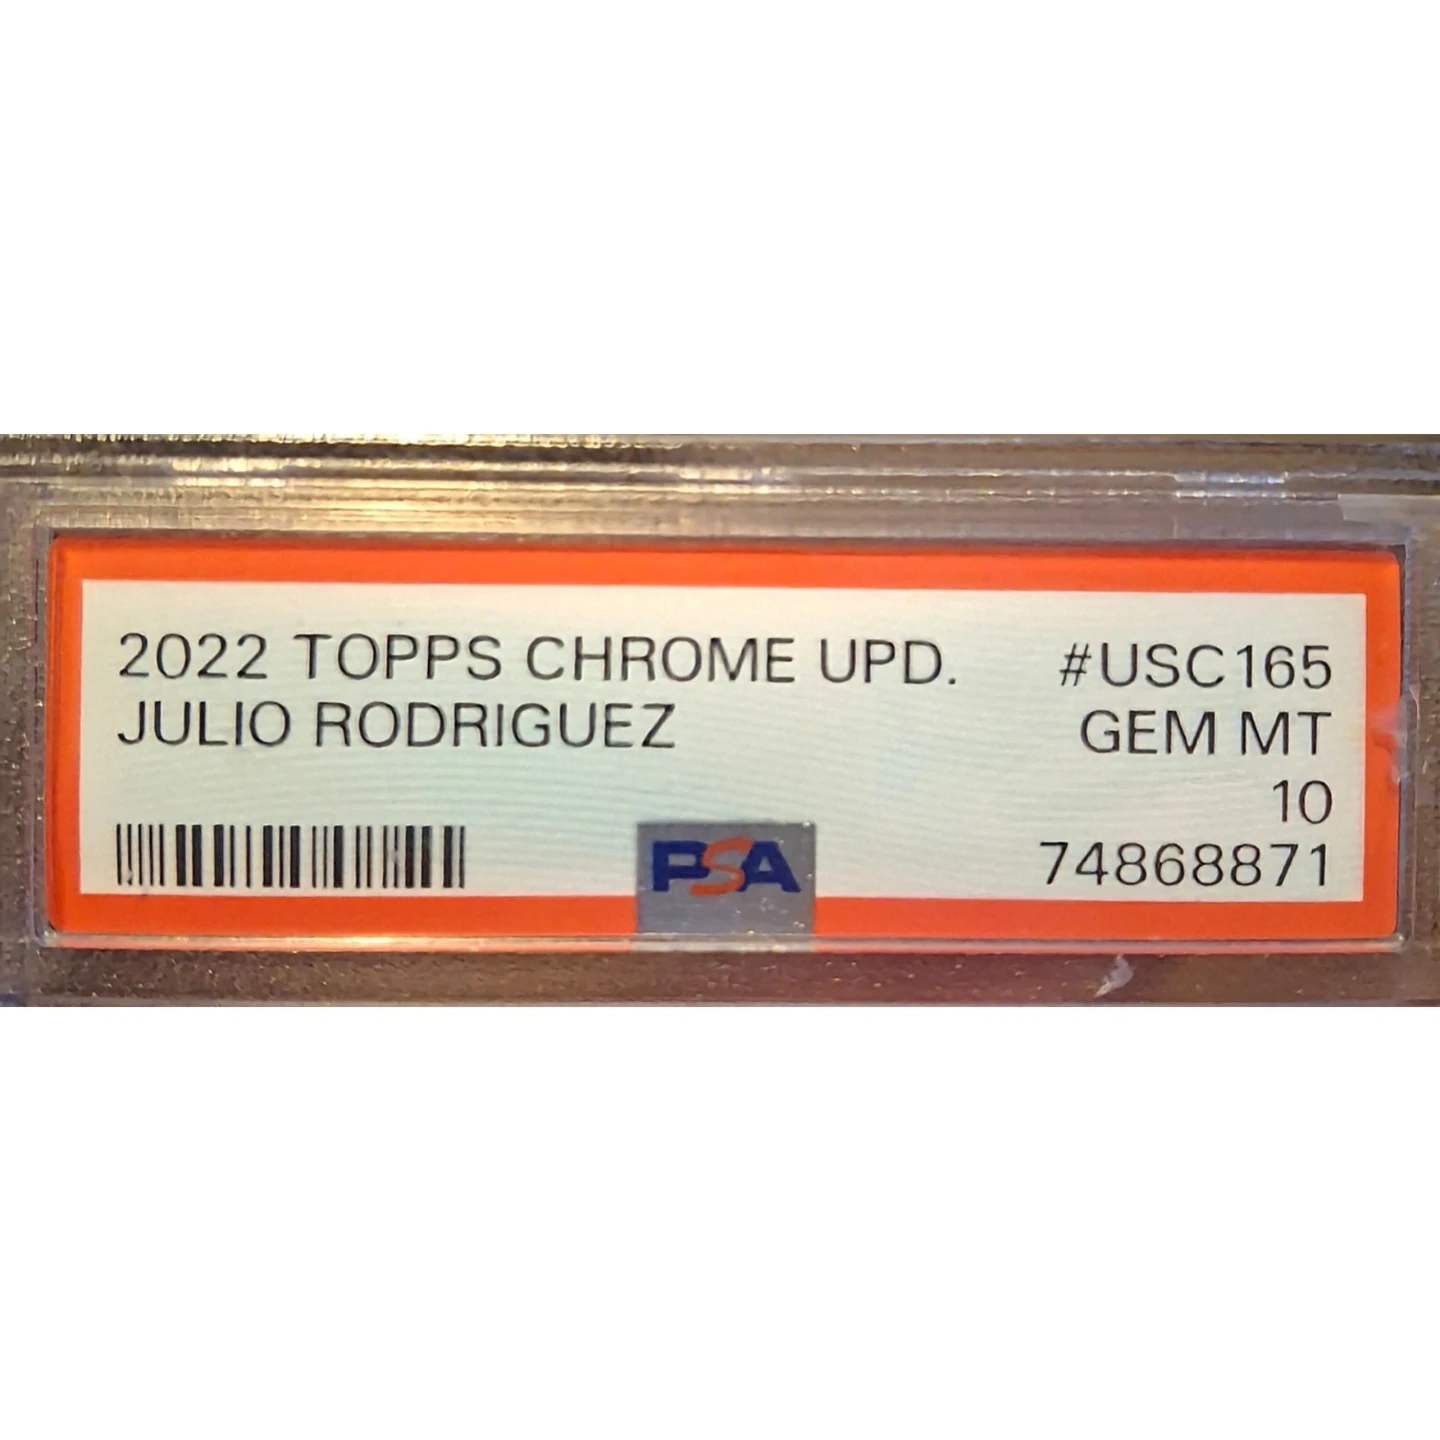 2022 TOPPS CHROME UPD. #USC165
JULIO RODRIGUEZ GEM MT
10
PSA 74868871